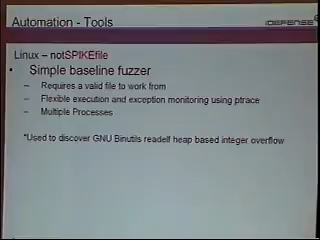 Automation - Tools
iDEFENSE
Linux – notSPIKEfile
• Simple baseline fuzzer
– Requires a valid file to work from
– Flexible execution and exception monitoring using ptrace
– Multiple Processes
*Used to discover GNU Binutils readelf heap based integer overflow